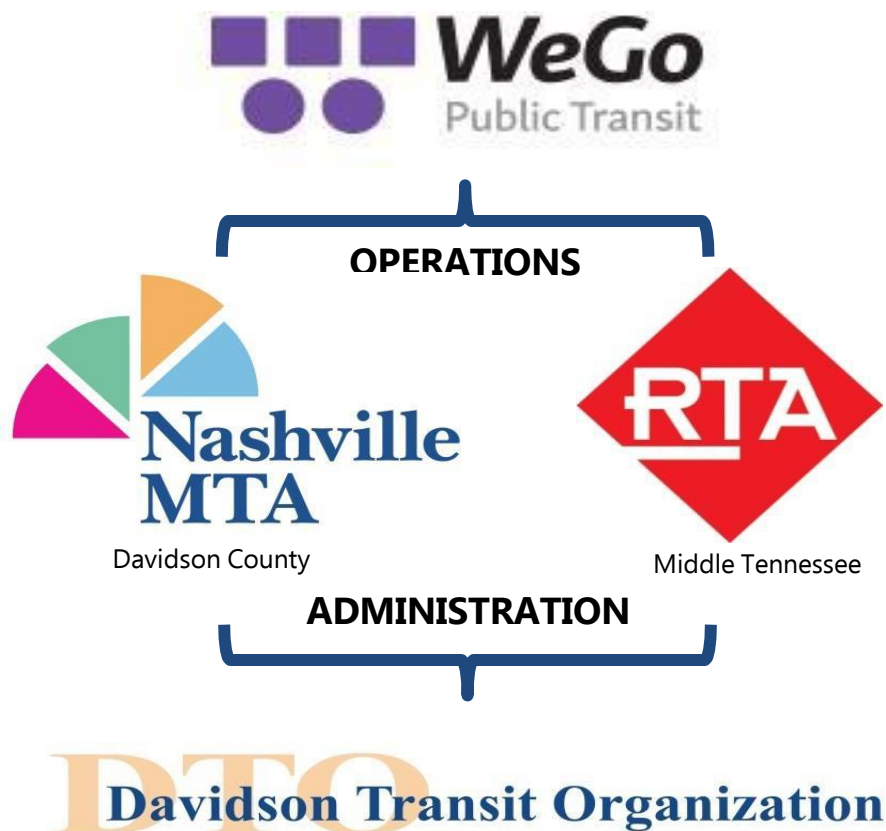 WeGo
Public Transit
OPERATIONS
Nashville
MTA
RTA
Davidson County
Middle Tennessee
ADMINISTRATION
DTO
Davidson Transit Organization